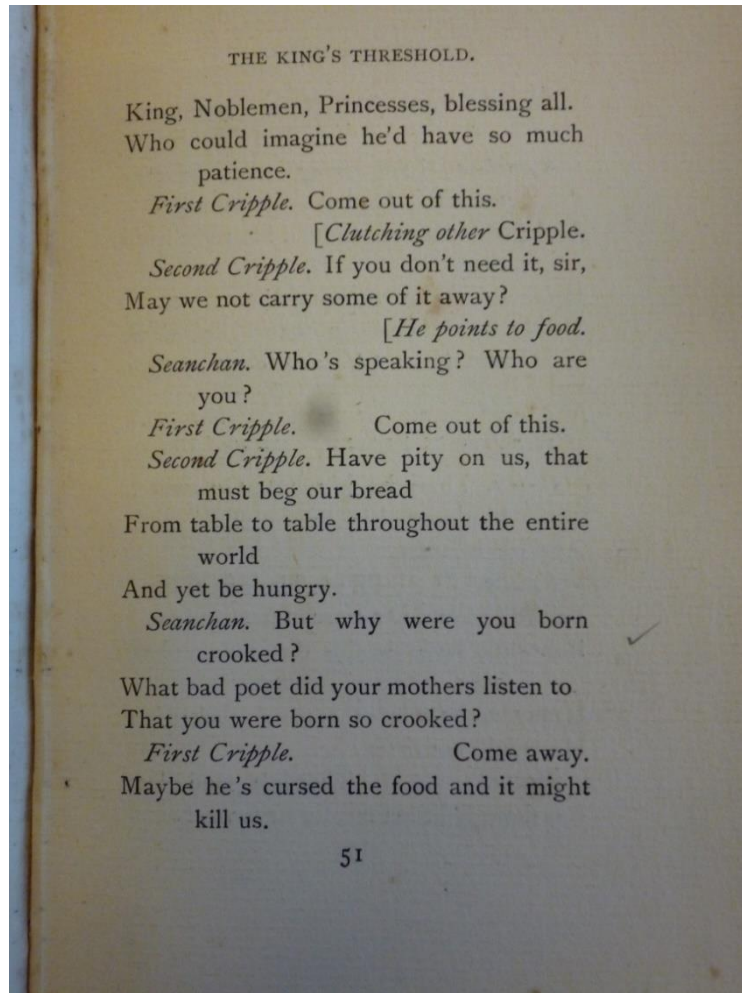 THE KING'S THRESHOLD.
King, Noblemen, Princesses, blessing all.
Who could imagine he'd have so much
patience.
First Cripple. Come out of this.
[Clutching other Cripple.
Second Cripple. If you don't need it, sir,
May we not carry some of it away?
[He points to food.
Seanchan. Who's speaking? Who are
you?
First Cripple. Come out of this.
Second Cripple. Have pity on us, that
must beg our bread
From table to table throughout the entire
world
And yet be hungry.
Seanchan. But why were you born
crooked?
What bad poet did your mothers listen to
That you were born so crooked?
First Cripple. Come away.
Maybe he's cursed the food and it might
kill us.
51